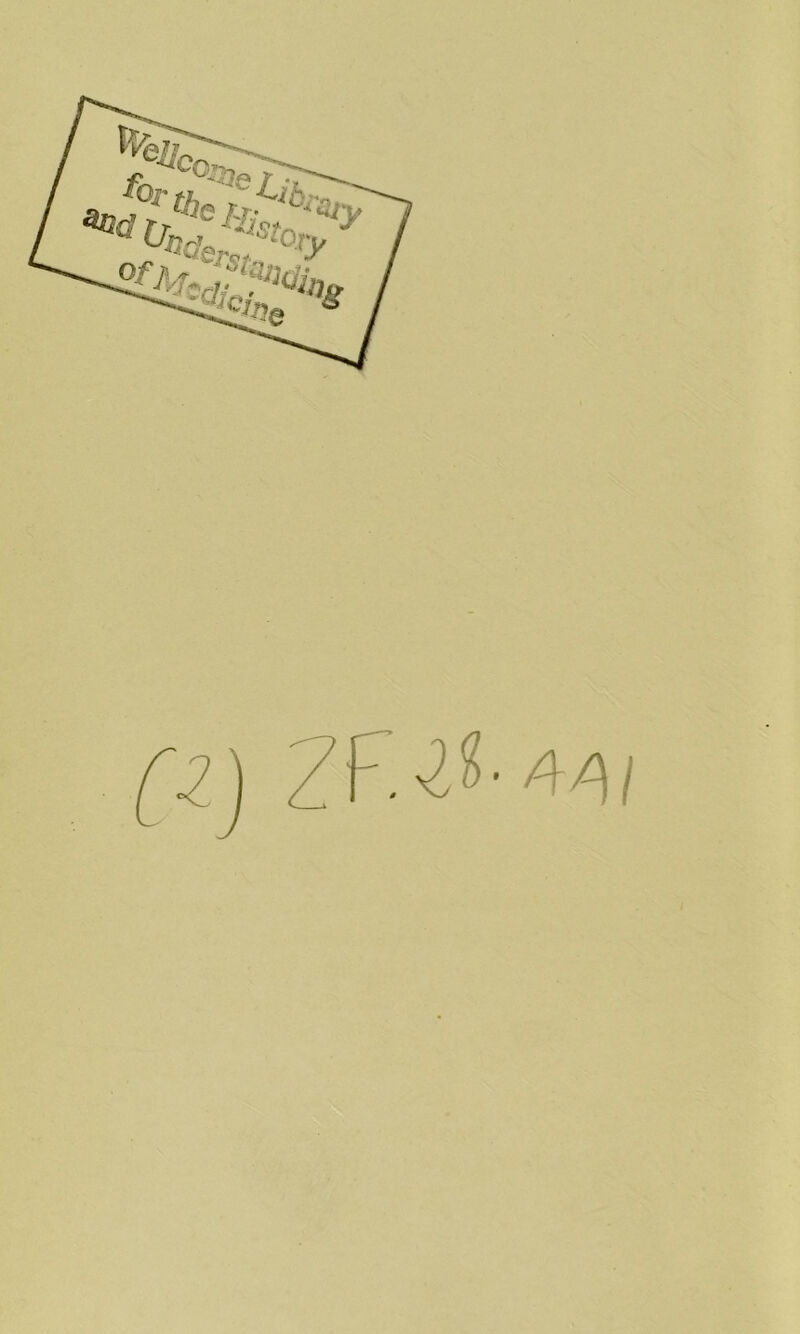 Wellcome Library
for the History
and Understanding
of Medicine
(2) ZF.28.AA1